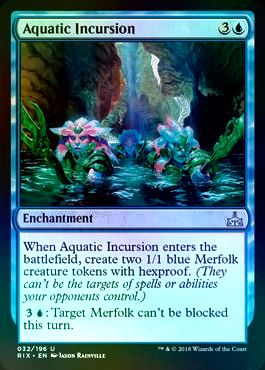 Aquatic Incursion 3
Enchantment
When Aquatic Incursion enters the
battlefield, create two 1/1 blue Merfolk
creature tokens with hexproof. (They
can't be the targets of spells or abilities
your opponents control.)
3 : Target Merfolk can't be blocked
this turn.
032/196 U
RIX • EN Jason Rainville
™ & © 2018 Wizards of the Coast